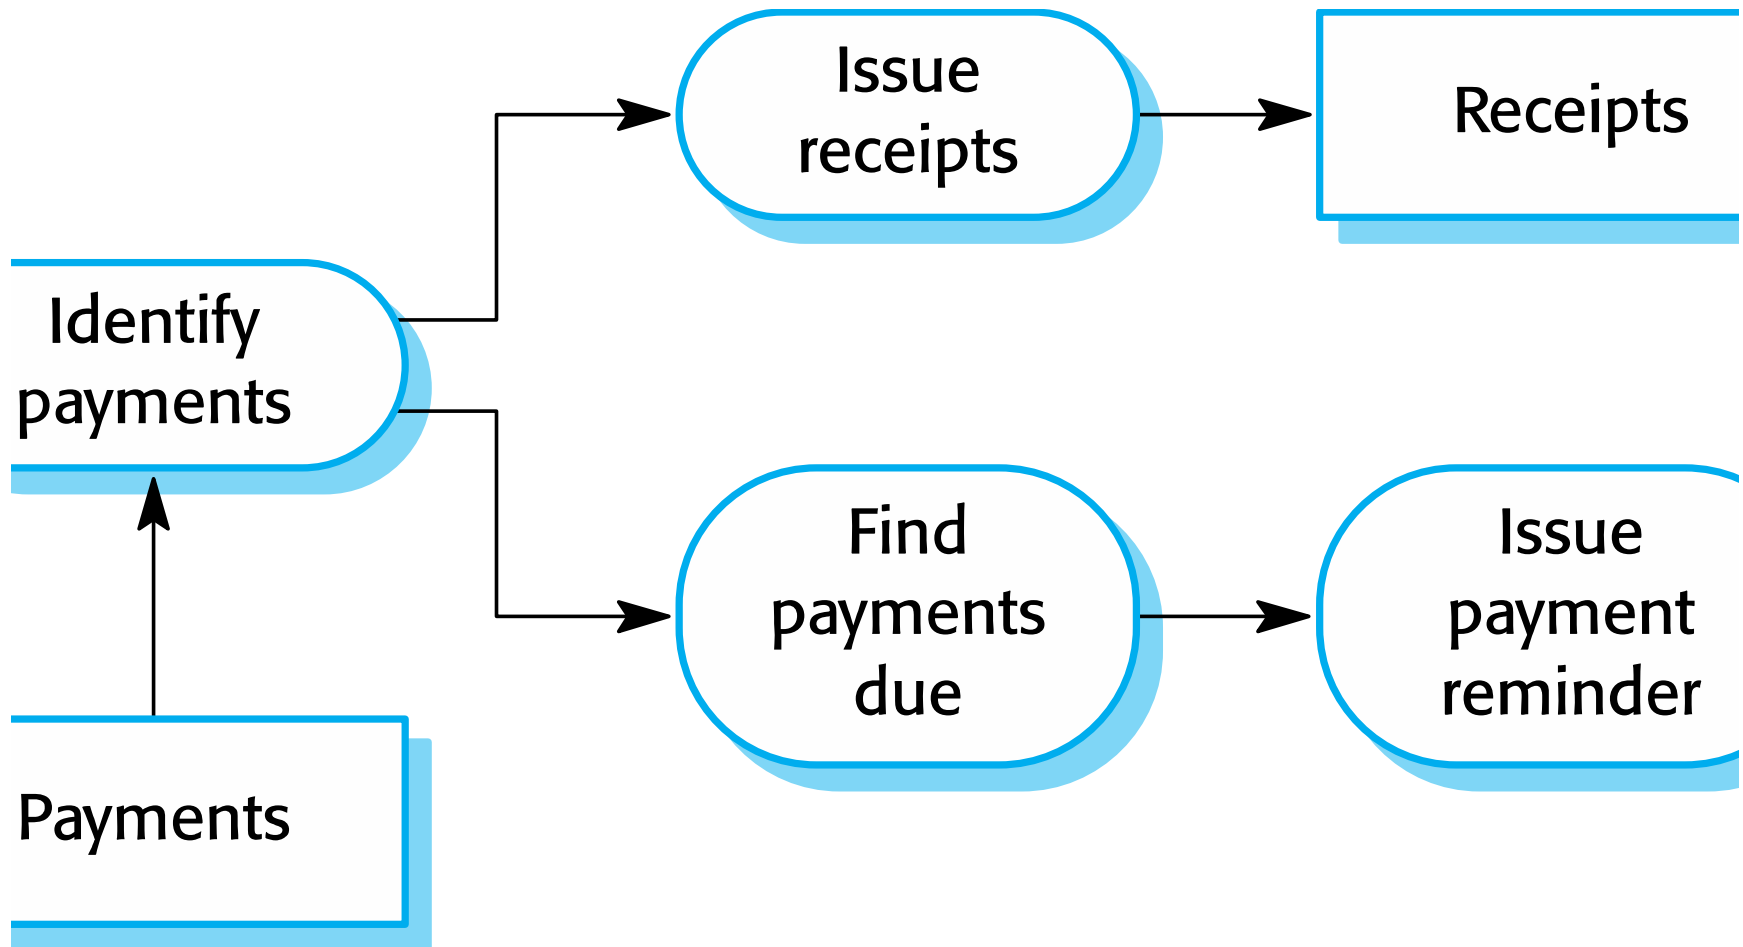 Issue
receipts
Receipts
Identify
payments
Find
payments
due
Issue
payment
reminder
Payments